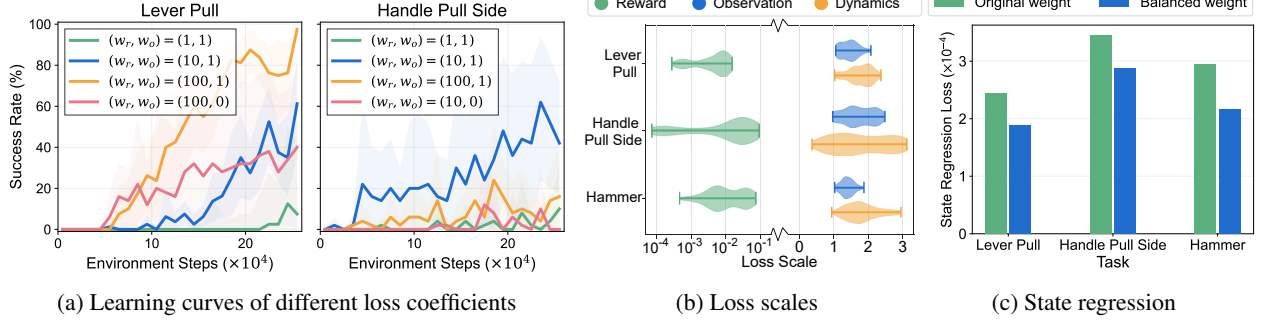 Lever Pull
Handle Pull Side
Success Rate (%)
100
80
60
40
20
0
(w_r, w_o) = (1, 1)
(w_r, w_o) = (10, 1)
(w_r, w_o) = (100, 1)
(w_r, w_o) = (100, 0)
(w_r, w_o) = (1, 1)
(w_r, w_o) = (10, 1)
(w_r, w_o) = (100, 1)
(w_r, w_o) = (10, 0)
0 10 20
0 10 20
Environment Steps (×10⁴)
Environment Steps (×10⁴)
(a) Learning curves of different loss coefficients
Reward Observation Dynamics
Lever
Pull
Handle
Pull Side
Hammer
10⁻⁴ 10⁻³ 10⁻² 10⁻¹ 0 1 2 3
Loss Scale
(b) Loss scales
Original weight Balanced weight
State Regression Loss (×10⁻⁴)
3
2
1
0
Lever Pull Handle Pull Side Hammer
Task
(c) State regression